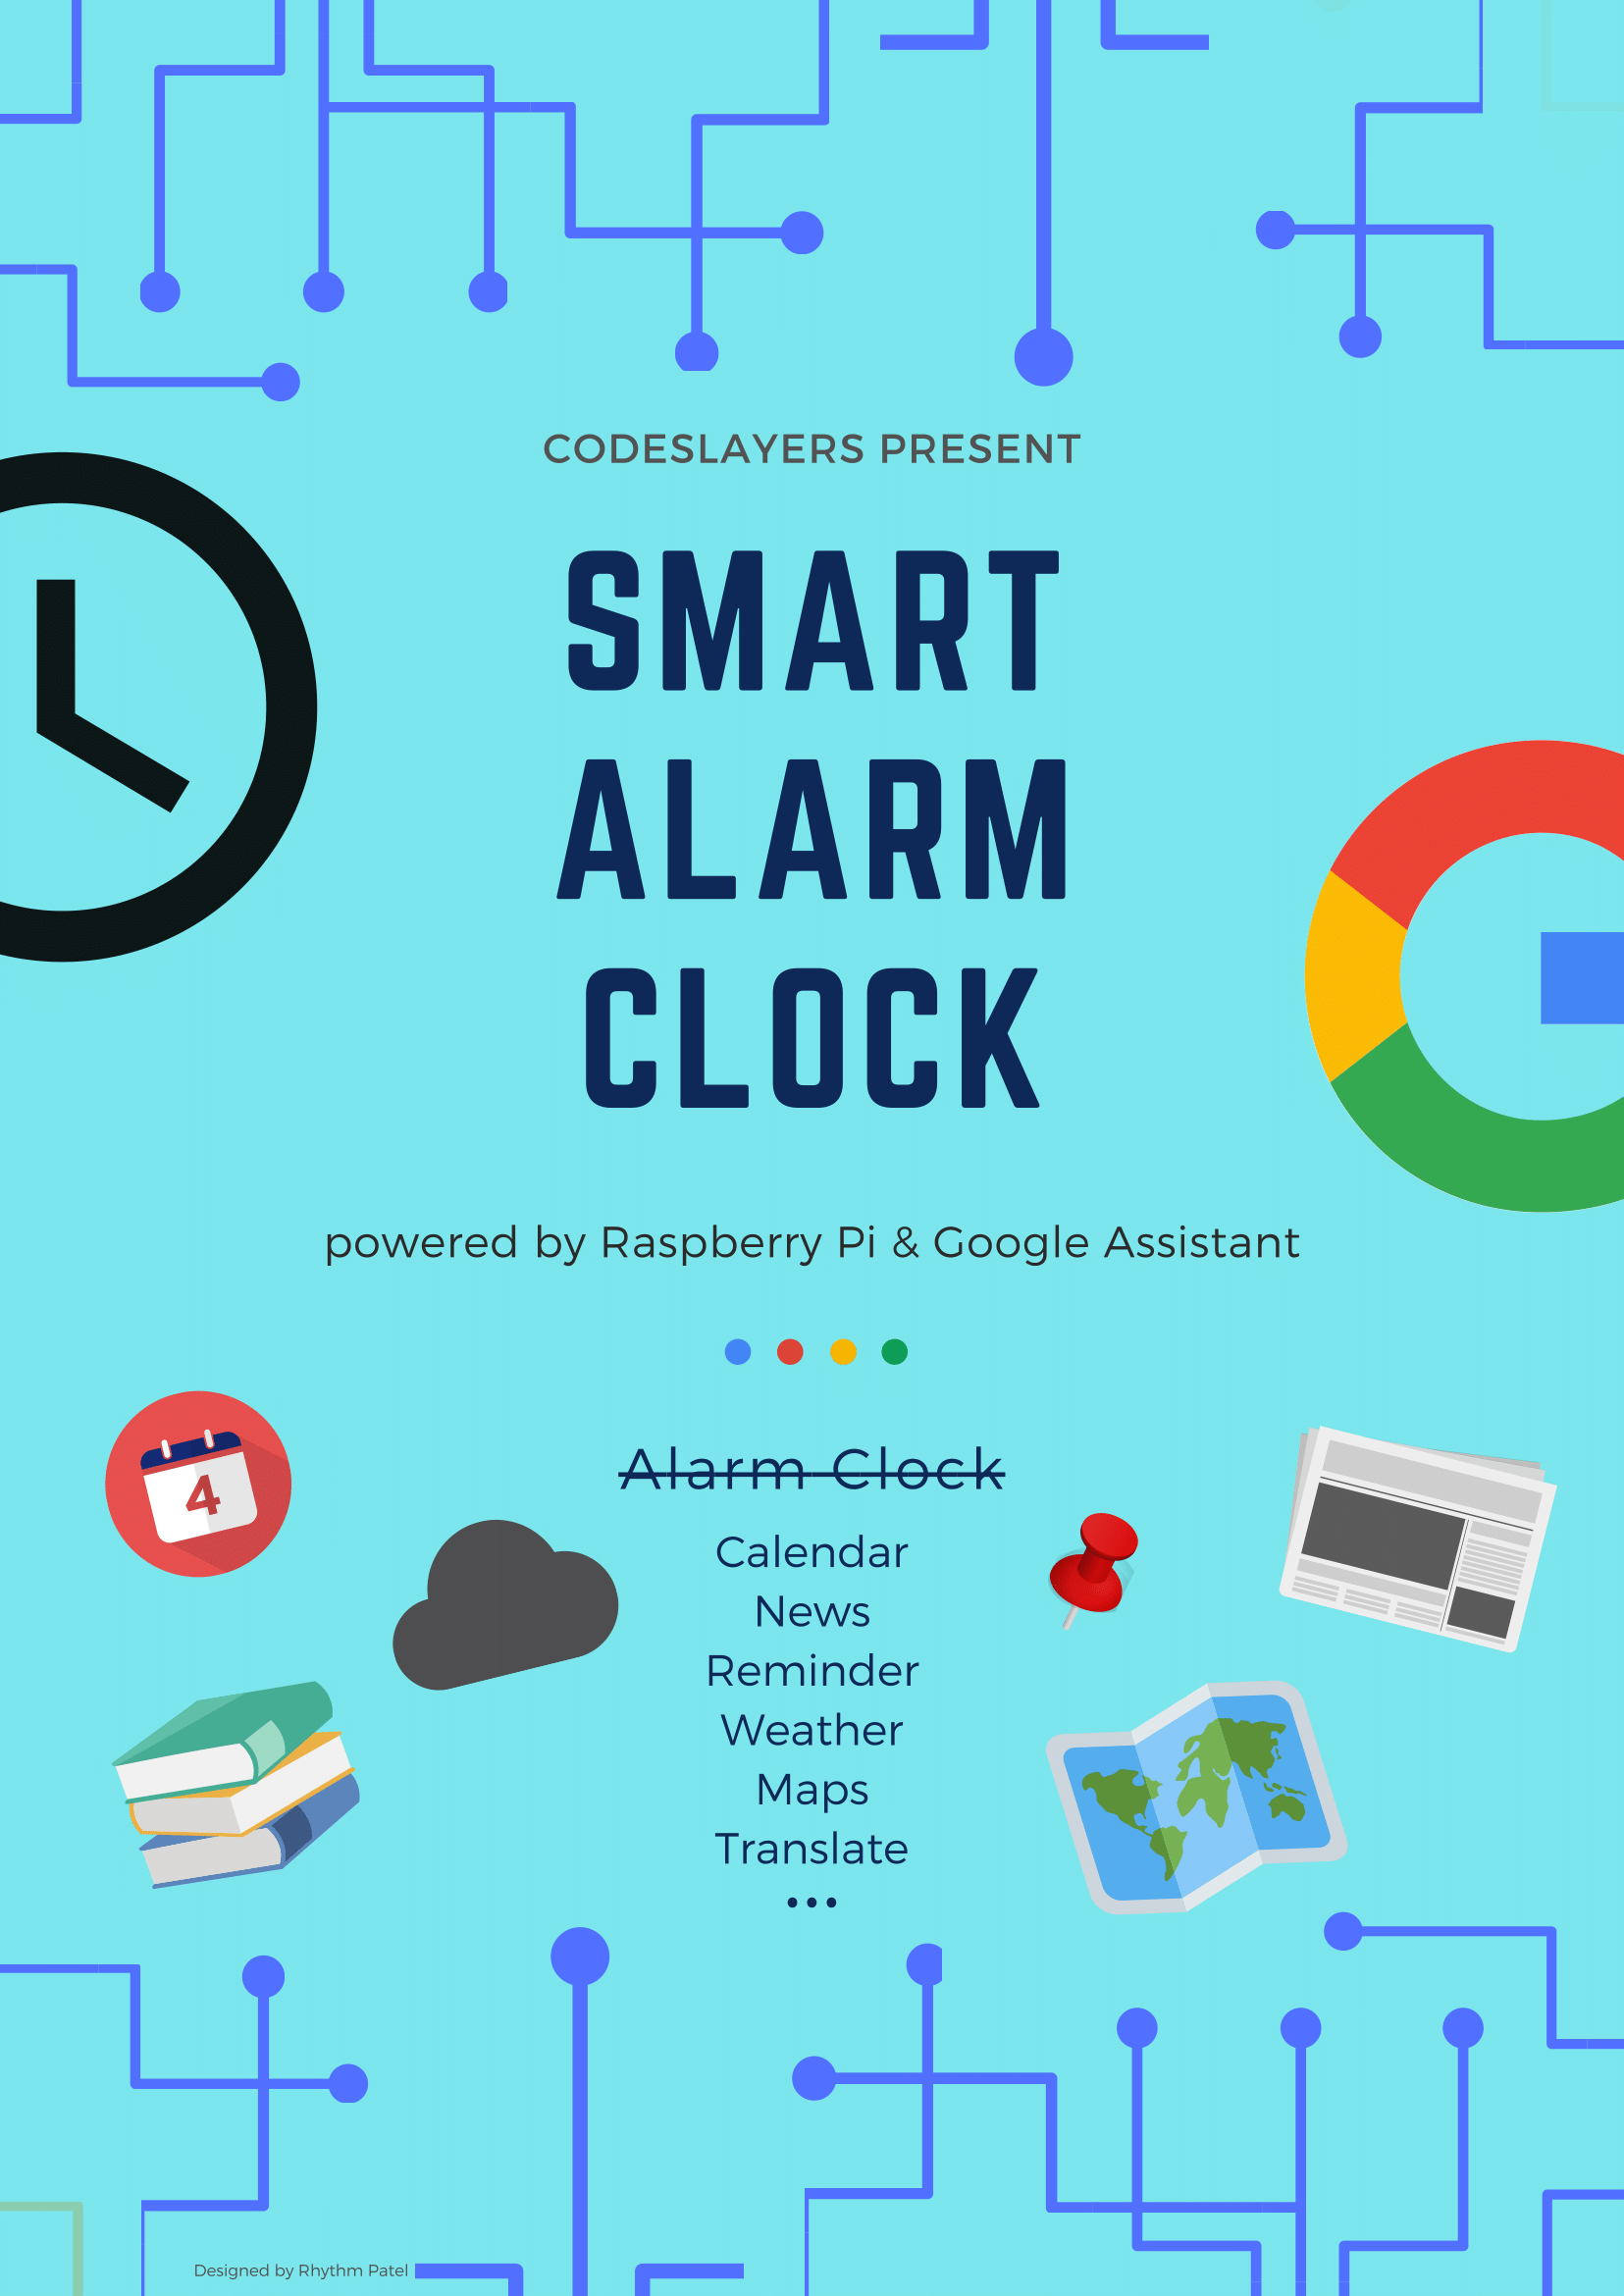 CODESLAYERS PRESENT
SMART
ALARM
CLOCK
powered by Raspberry Pi & Google Assistant
4
Alarm Clock
Calendar
News
Reminder
Weather
Maps
Translate
...
Designed by Rhythm Patel